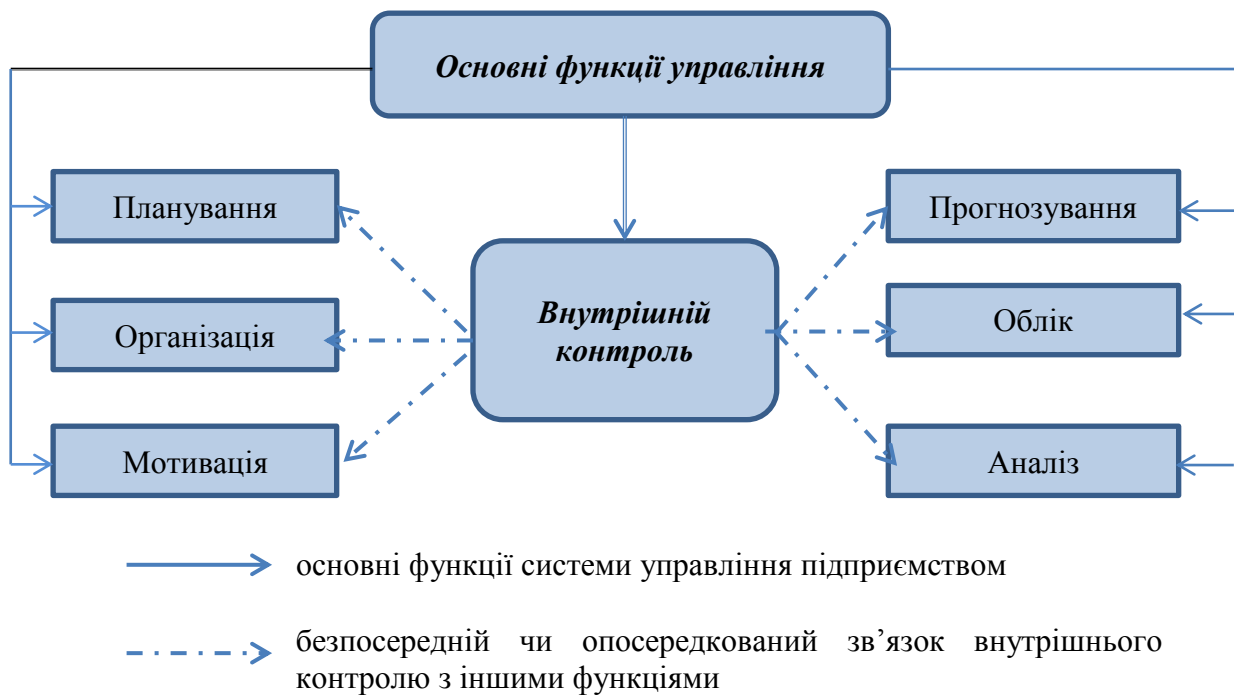 Основні функції управління
Планування
Прогнозування
Внутрішній
контроль
Організація
Облік
Мотивація
Аналіз
основні функції системи управління підприємством
безпосередній чи опосередкований зв’язок внутрішнього
контролю з іншими функціями